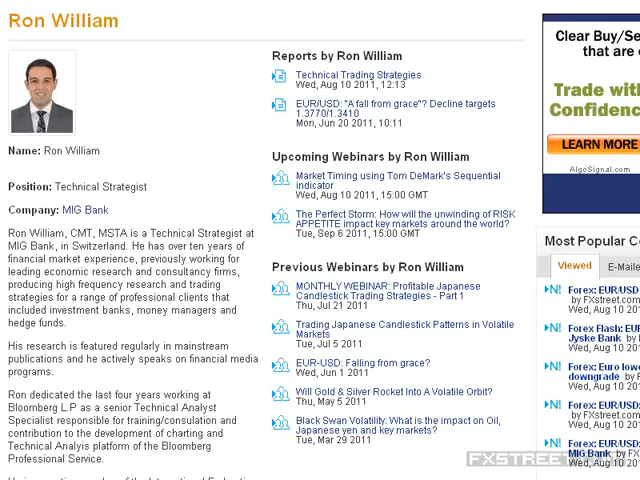 Ron William
Name: Ron William
Position: Technical Strategist
Company: MIG Bank
Ron William, CMT, MSTA is a Technical Strategist at
MIG Bank, in Switzerland. He has over ten years of
financial market experience, previously working for
leading economic research and consultancy firms,
producing high frequency research and trading
strategies for a range of professional clients that
included investment banks, money managers and
hedge funds.
His research is featured regularly in mainstream
publications and he actively speaks on financial media
programs.
Ron dedicated the last four years working at
Bloomberg L.P as a senior Technical Analyst
Specialist responsible for training/consulation and
contribution to the development of charting and
Technical Analyis platform of the Bloomberg
Professional Service.
Reports by Ron William
Technical Trading Strategies
Wed, Aug 10 2011, 12:13
EUR/USD: "A fall from grace"? Decline targets
1.3770/1.3410
Mon, Jun 20 2011, 10:11
Upcoming Webinars by Ron William
Market Timing using Tom DeMark's Sequential
indicator
Wed, Aug 10 2011, 15:00 GMT
The Perfect Storm: How will the unwinding of RISK
APPETITE impact key markets around the world?
Tue, Sep 6 2011, 15:00 GMT
Previous Webinars by Ron William
MONTHLY WEBINAR: Profitable Japanese
Candlestick Trading Strategies - Part 1
Thu, Jul 21 2011
Trading Japanese Candlestick Patterns in Volatile
Markets
Tue, Jul 5 2011
EUR-USD: Falling from grace?
Wed, Jun 1 2011
Will Gold & Silver Rocket Into A Volatile Orbit?
Thu, May 5 2011
Black Swan Volatility: What is the impact on Oil,
Japanese yen and key markets?
Tue, Mar 29 2011
Clear Buy/Se
that are
Trade with
Confidenc
LEARN MORE
AlgoSignal.com
Most Popular Co
Viewed
E-Maile
N! Forex: EUR/USD
by FXstreet.com
Wed, Aug 10 201
N! Forex Flash: EUR
Jyske Bank by
Wed, Aug 10 201
N! Forex: Euro lowe
downgrade by FX
Wed, Aug 10 201
N! Forex: EUR/USD:
by FXstreet.com
Wed, Aug 10 201
N! Forex: EUR/USD:
MIG Bank by FX
Wed, Aug 10 201